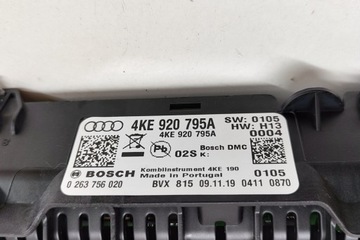 4KE 920 795A
SW: 0105
4KE 920 795A
HW: H13
0004
Pb
02S
Bosch DMC
K:
BOSCH
Kombiinstrument 4KE 190
Made in Portugal
0105
0 263 756 020
BVX 815 09.11.19 0411 0870